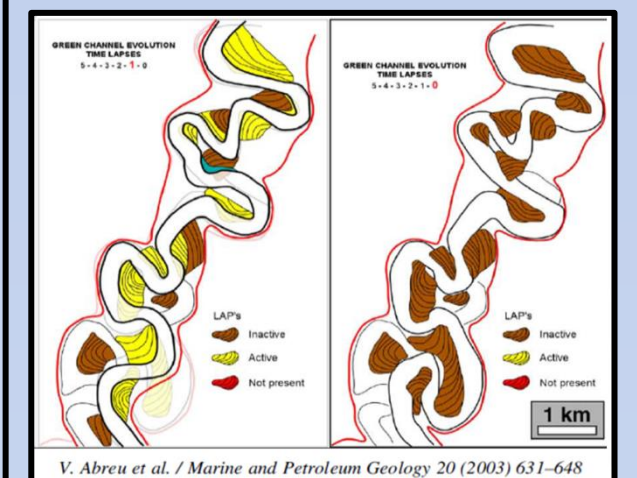 GREEN CHANNEL EVOLUTION
TIME LAPSES
5 - 4 - 3 - 2 - 1 - 0
LAP's
Inactive
Active
Not present
GREEN CHANNEL EVOLUTION
TIME LAPSES
5 - 4 - 3 - 2 - 1 - 0
LAP's
Inactive
Active
Not present
1 km
V. Abreu et al. / Marine and Petroleum Geology 20 (2003) 631–648